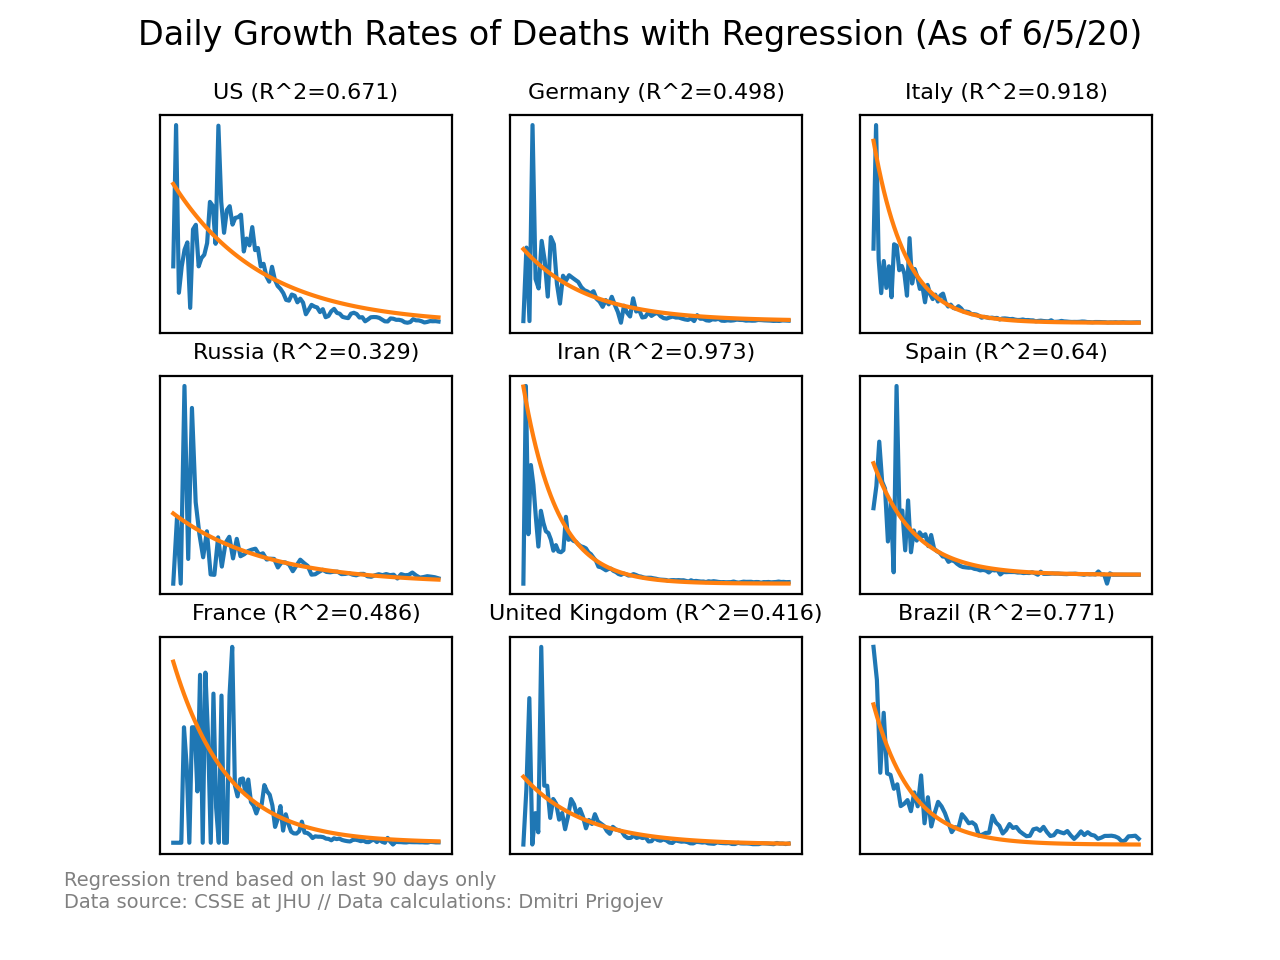 Daily Growth Rates of Deaths with Regression (As of 6/5/20)
US (R^2=0.671)
Germany (R^2=0.498)
Italy (R^2=0.918)
Russia (R^2=0.329)
Iran (R^2=0.973)
Spain (R^2=0.64)
France (R^2=0.486)
United Kingdom (R^2=0.416)
Brazil (R^2=0.771)
Regression trend based on last 90 days only
Data source: CSSE at JHU // Data calculations: Dmitri Prigojev